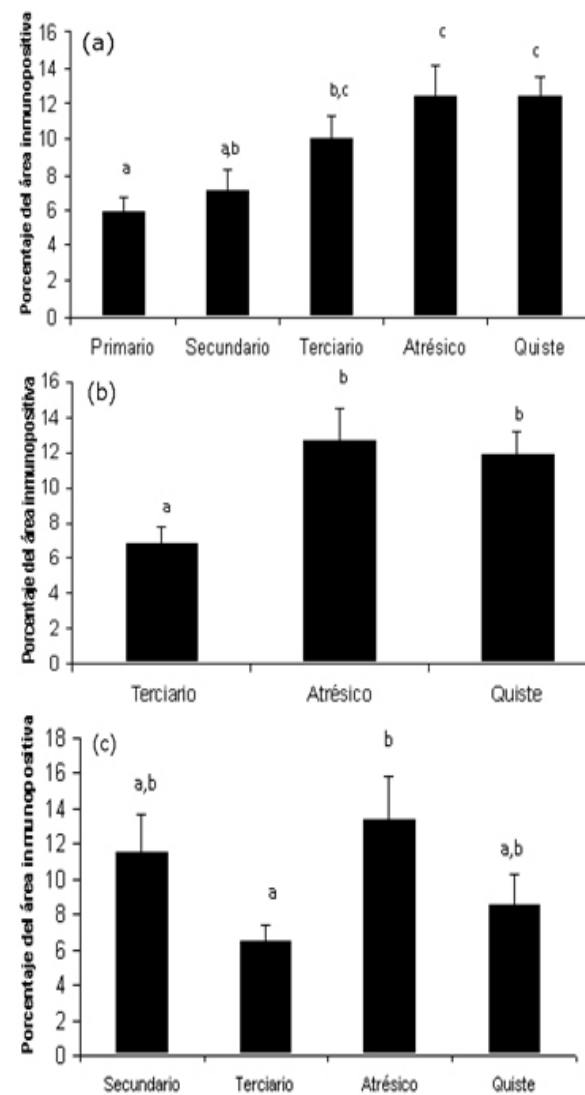 (a)
Porcentaje del área inmunopositiva
16
14
12
10
8
6
4
2
0
a
a,b
b,c
c
c
Primario Secundario Terciario Atrésico Quiste
(b)
Porcentaje del área inmunopositiva
16
14
12
10
8
6
4
2
0
a
b
b
Terciario Atrésico Quiste
(c)
Porcentaje del área inmunopositiva
18
16
14
12
10
8
6
4
2
0
a,b
a
b
a,b
Secundario Terciario Atrésico Quiste